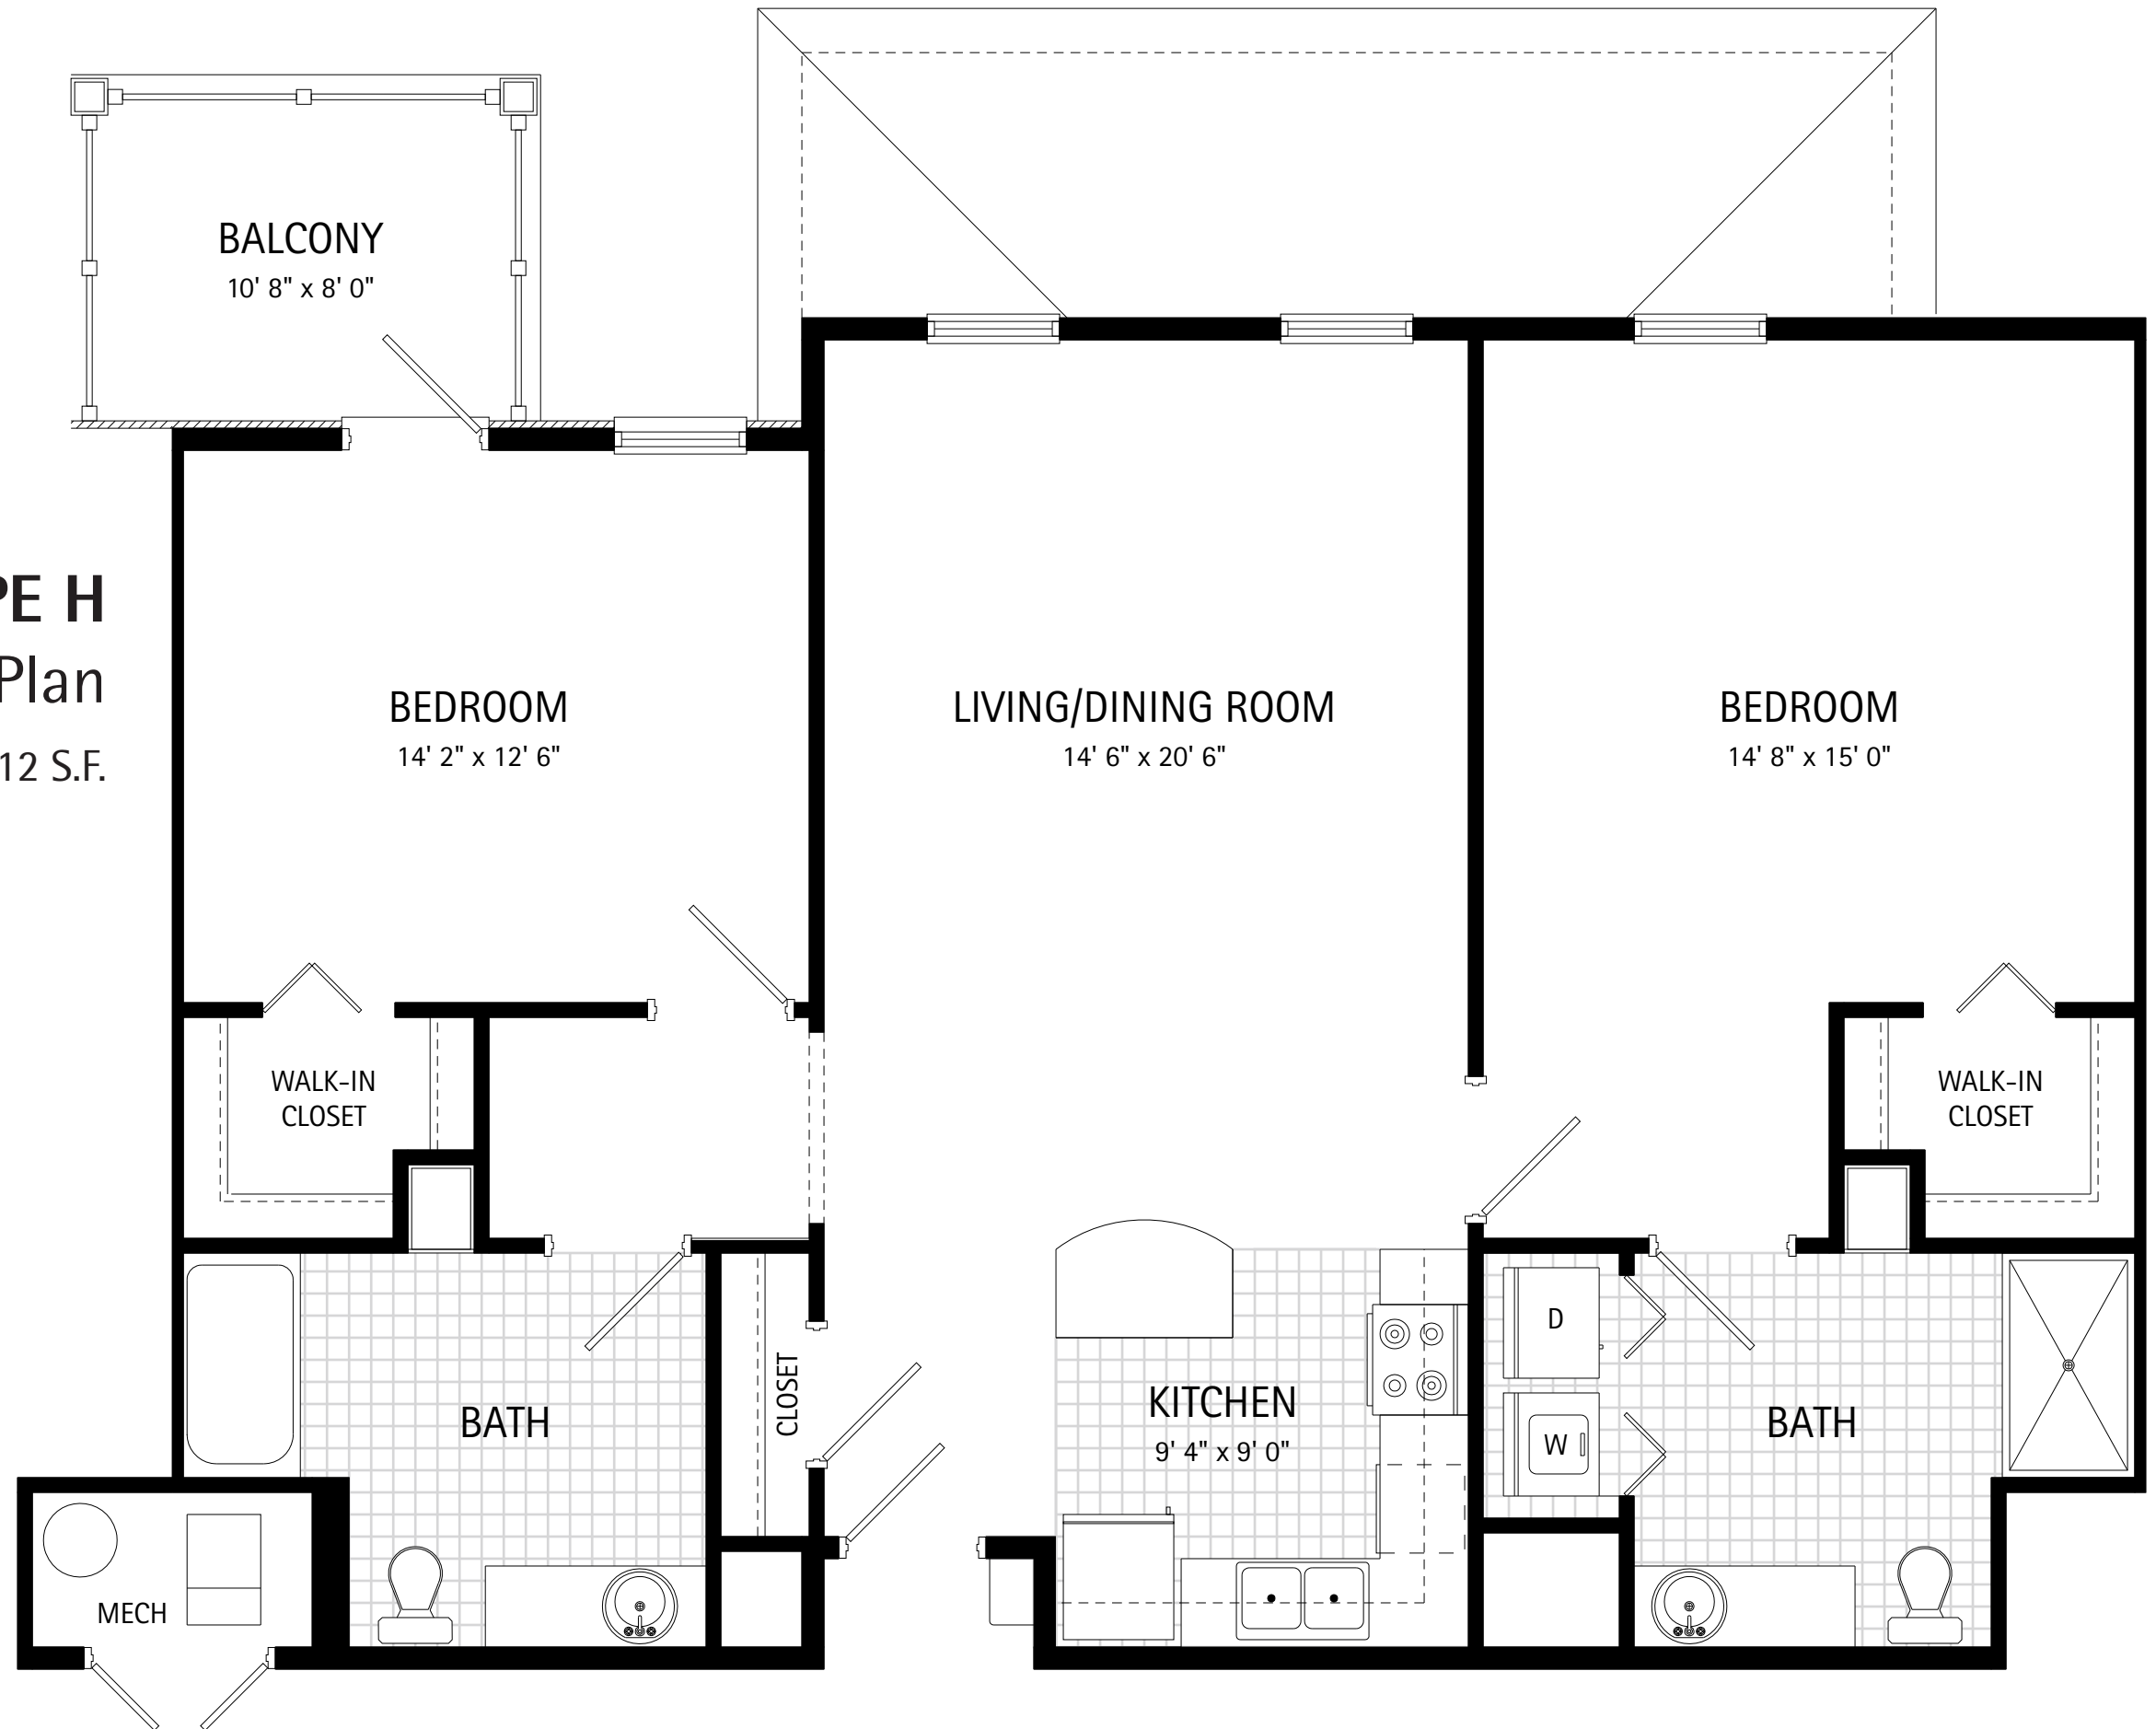 BALCONY
10' 8" x 8' 0"
PE H
Plan
12 S.F.
BEDROOM
14' 2" x 12' 6"
LIVING/DINING ROOM
14' 6" x 20' 6"
BEDROOM
14' 8" x 15' 0"
WALK-IN
CLOSET
WALK-IN
CLOSET
BATH
CLOSET
KITCHEN
9' 4" x 9' 0"
D
W
BATH
MECH